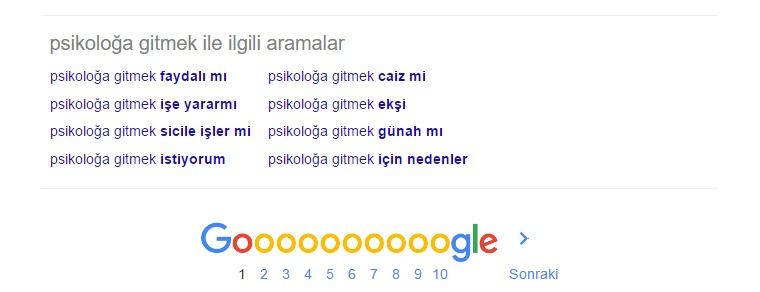 psikoloğa gitmek ile ilgili aramalar
psikoloğa gitmek faydalı mı
psikoloğa gitmek caiz mi
psikoloğa gitmek işe yararmı
psikoloğa gitmek ekşi
psikoloğa gitmek sicile işler mi
psikoloğa gitmek günah mı
psikoloğa gitmek istiyorum
psikoloğa gitmek için nedenler
Goooooooooogle >
1 2 3 4 5 6 7 8 9 10 Sonraki